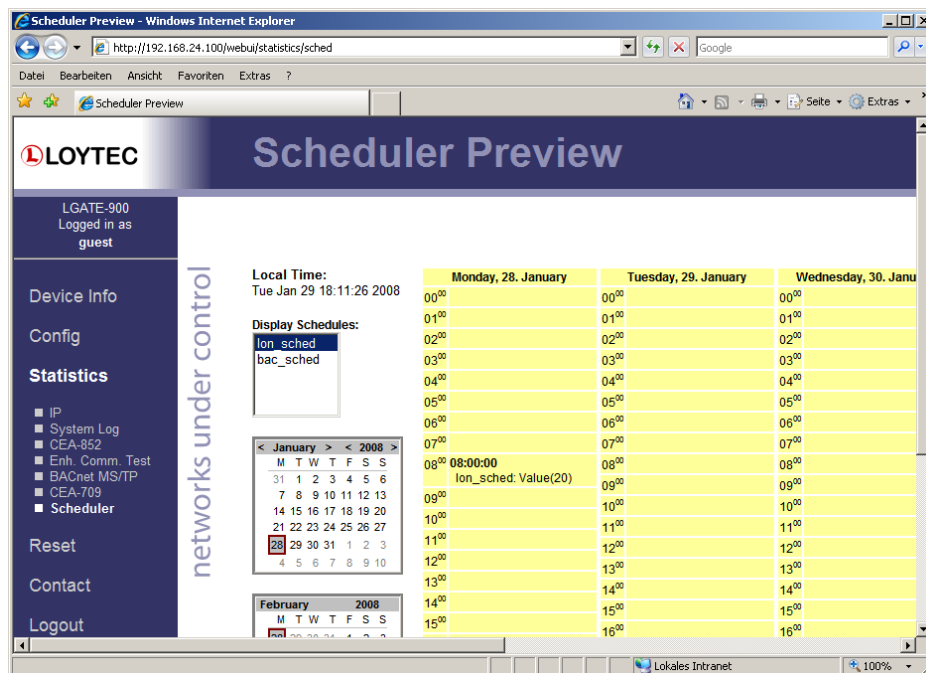 Scheduler Preview - Windows Internet Explorer
http://192.168.24.100/webui/statistics/sched
Google
Datei Bearbeiten Ansicht Favoriten Extras ?
Scheduler Preview
Seite
Extras
LOYTEC
Scheduler Preview
LGATE-900
Logged in as
guest
Device Info
Config
Statistics
IP
System Log
CEA-852
Enh. Comm. Test
BACnet MS/TP
CEA-709
Scheduler
Reset
Contact
Logout
networks under control
Local Time:
Tue Jan 29 18:11:26 2008
Display Schedules:
lon_sched
bac_sched
< January > < 2008 >
M T W T F S S
31 1 2 3 4 5 6
7 8 9 10 11 12 13
14 15 16 17 18 19 20
21 22 23 24 25 26 27
28 29 30 31 1 2 3
4 5 6 7 8 9 10
February 2008
M T W T F S S
Monday, 28. January
00⁰⁰
01⁰⁰
02⁰⁰
03⁰⁰
04⁰⁰
05⁰⁰
06⁰⁰
07⁰⁰
08⁰⁰ 08:00:00
lon_sched: Value(20)
09⁰⁰
10⁰⁰
11⁰⁰
12⁰⁰
13⁰⁰
14⁰⁰
15⁰⁰
Tuesday, 29. January
00⁰⁰
01⁰⁰
02⁰⁰
03⁰⁰
04⁰⁰
05⁰⁰
06⁰⁰
07⁰⁰
08⁰⁰
09⁰⁰
10⁰⁰
11⁰⁰
12⁰⁰
13⁰⁰
14⁰⁰
15⁰⁰
16⁰⁰
Wednesday, 30. Janu
00⁰⁰
01⁰⁰
02⁰⁰
03⁰⁰
04⁰⁰
05⁰⁰
06⁰⁰
07⁰⁰
08⁰⁰
09⁰⁰
10⁰⁰
11⁰⁰
12⁰⁰
13⁰⁰
14⁰⁰
15⁰⁰
16⁰⁰
Lokales Intranet
100%